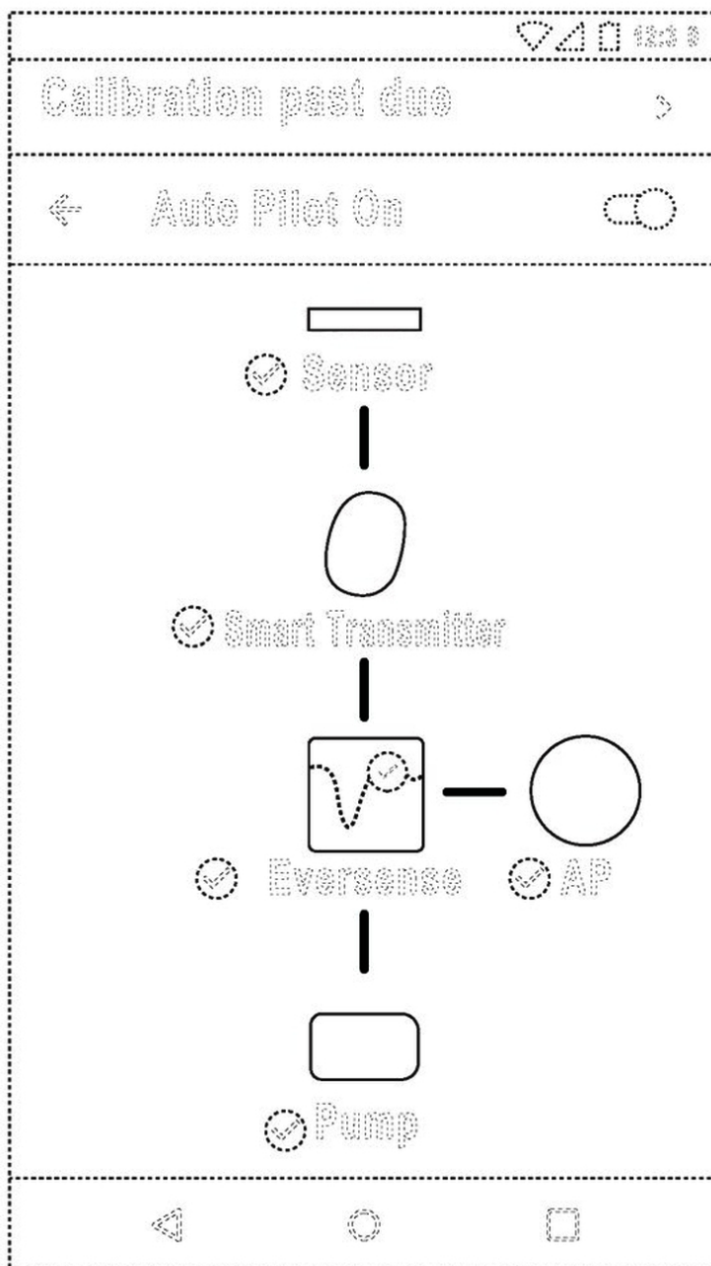 Calibration past due
Auto Pilot On
Sensor
Smart Transmitter
Eversense
AP
Pump